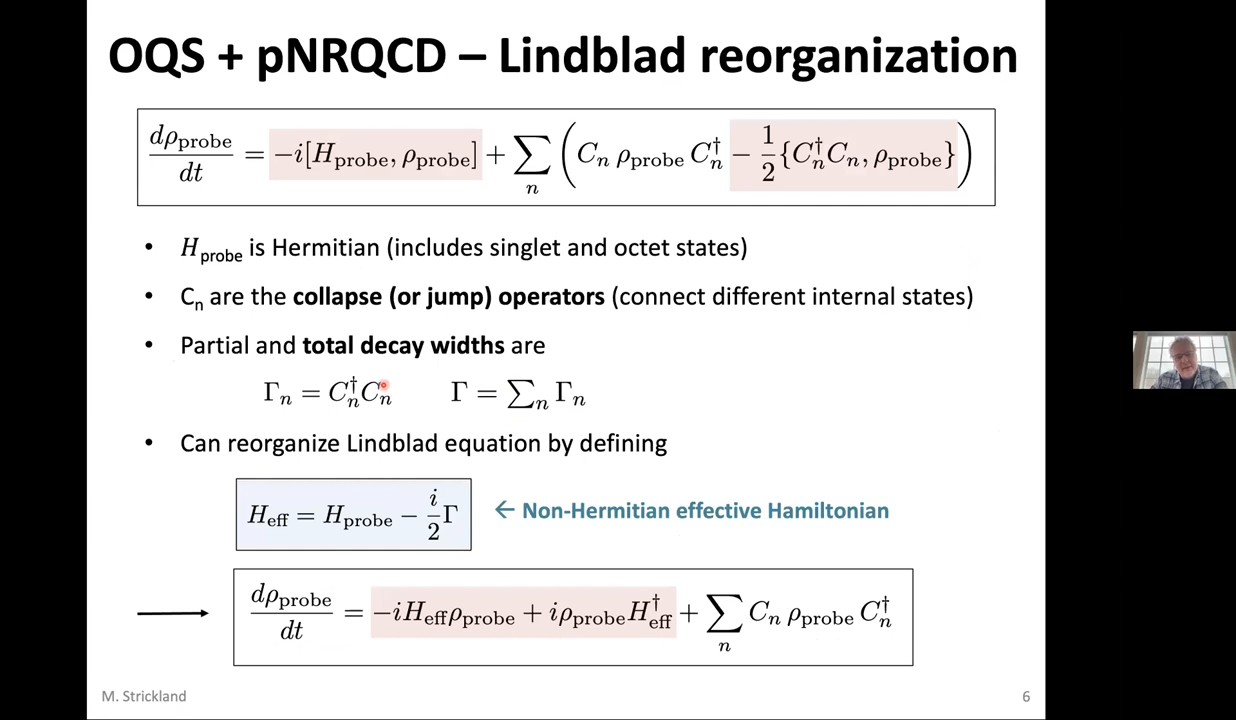 OQS + pNRQCD – Lindblad reorganization
dρ_probe/dt = −i[H_probe, ρ_probe] + ∑_n ( C_n ρ_probe C_n^† − 1/2 {C_n^† C_n, ρ_probe} )
• H_probe is Hermitian (includes singlet and octet states)
• C_n are the collapse (or jump) operators (connect different internal states)
• Partial and total decay widths are
Γ_n = C_n^† C_n Γ = ∑_n Γ_n
• Can reorganize Lindblad equation by defining
H_eff = H_probe − i/2 Γ ← Non-Hermitian effective Hamiltonian
→ dρ_probe/dt = −iH_eff ρ_probe + iρ_probe H_eff^† + ∑_n C_n ρ_probe C_n^†
M. Strickland 6